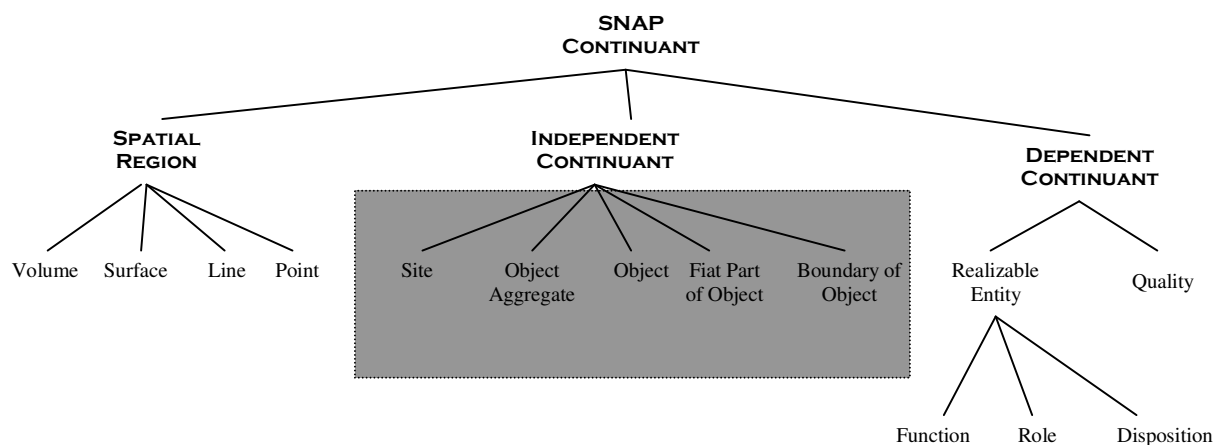 SNAP
CONTINUANT
SPATIAL
REGION
INDEPENDENT
CONTINUANT
DEPENDENT
CONTINUANT
Volume
Surface
Line
Point
Site
Object
Aggregate
Object
Fiat Part
of Object
Boundary of
Object
Realizable
Entity
Quality
Function
Role
Disposition